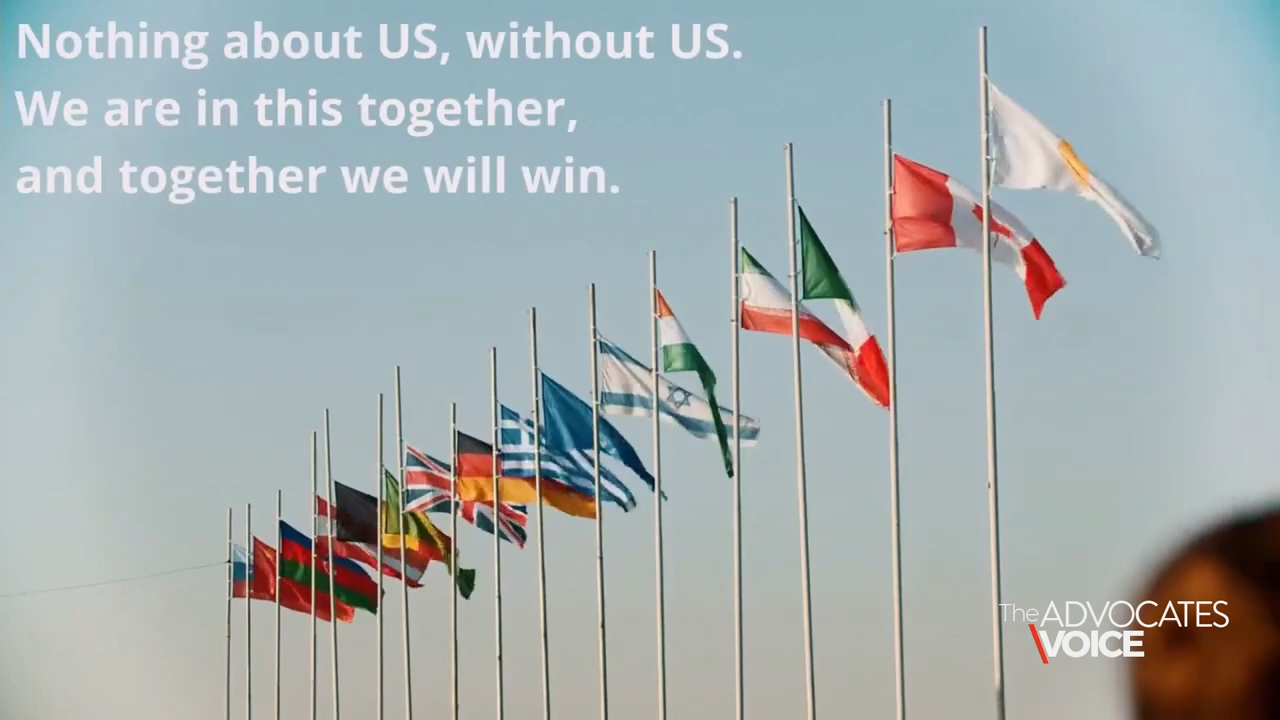 Nothing about US, without US.
We are in this together,
and together we will win.
The ADVOCATES
VOICE